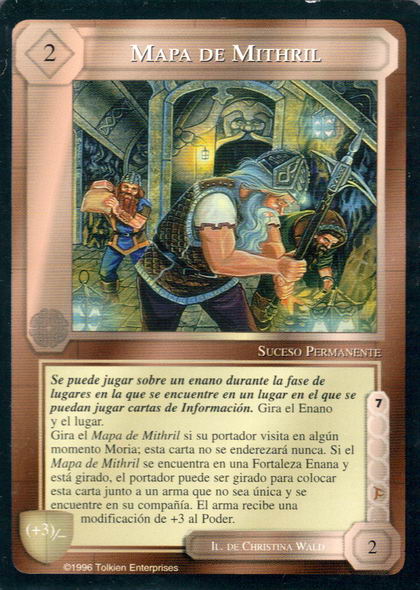 2
MAPA DE MITHRIL
SUCESO PERMANENTE
Se puede jugar sobre un enano durante la fase de
lugares en la que se encuentre en un lugar en el que se
puedan jugar cartas de Información. Gira el Enano
y el lugar.
Gira el Mapa de Mithril si su portador visita en algún
momento Moria; esta carta no se enderezará nunca. Si el
Mapa de Mithril se encuentra en una Fortaleza Enana y
está girado, el portador puede ser girado para colocar
esta carta junto a un arma que no sea única y se
encuentre en su compañía. El arma recibe una
modificación de +3 al Poder.
7
(+3)/–
IL. DE CHRISTINA WALD
2
©1996 Tolkien Enterprises